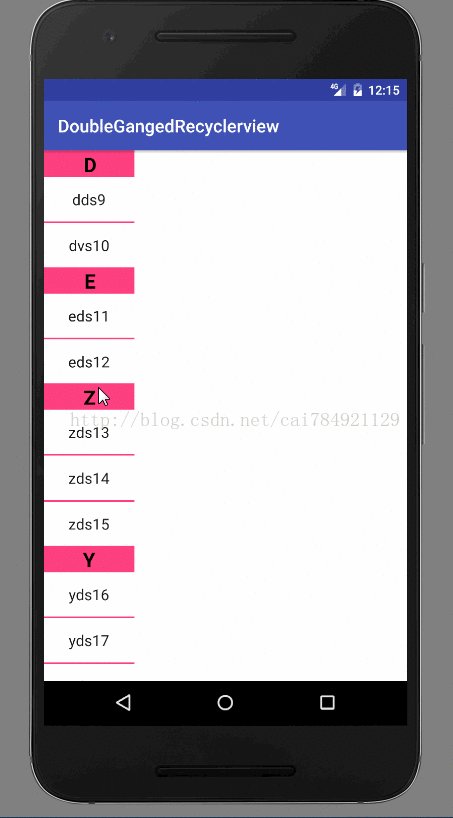 4G 12:15
DoubleGangedRecyclerview
D
dds9
dvs10
E
eds11
eds12
Z
http://blog.csdn.net/cai784921129
zds13
zds14
zds15
Y
yds16
yds17